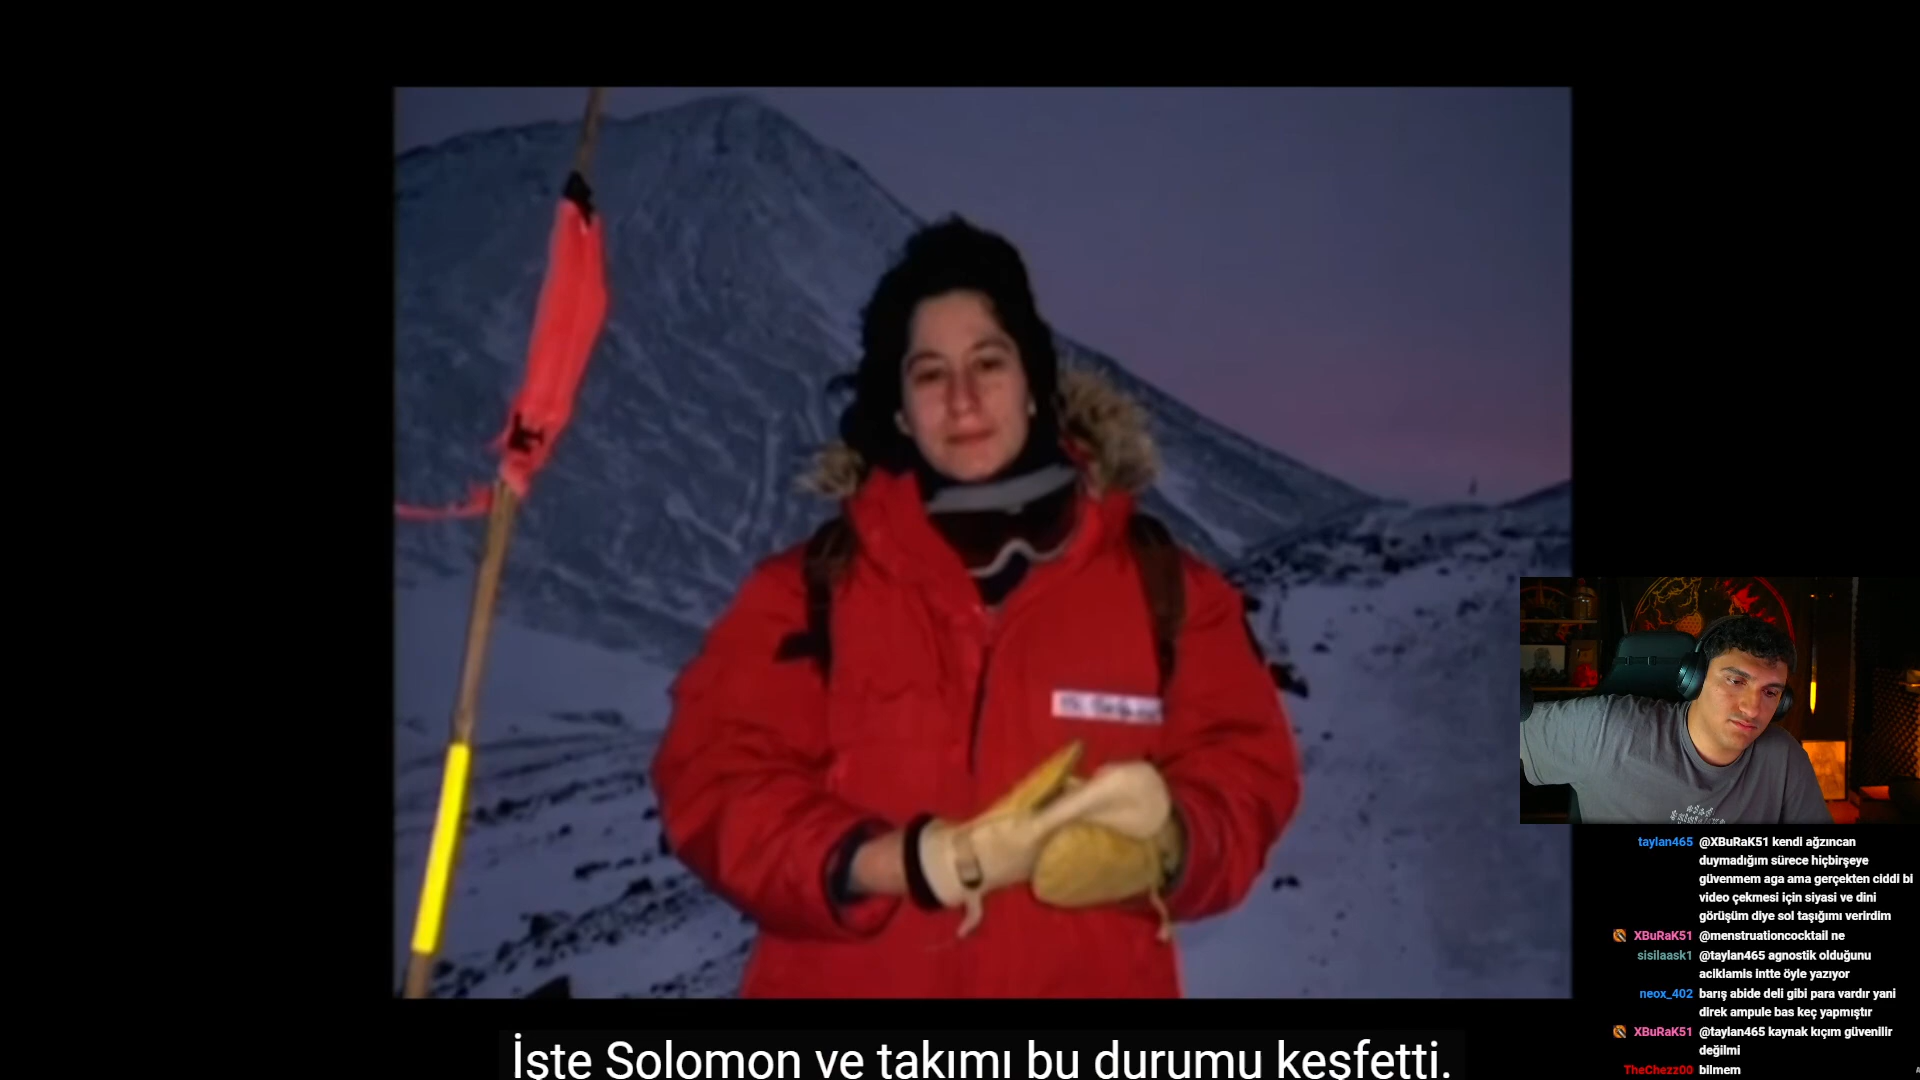 İşte Solomon ve takımı bu durumu keşfetti.
taylan465 @XBuRaK51 kendi ağzıncan
duymadığım sürece hiçbirşeye
güvenmem aga ama gerçekten ciddi bi
video çekmesi için siyasi ve dini
görüşüm diye sol taşığımı verirdim
XBuRaK51 @menstruationcocktail ne
sisilaask1 @taylan465 agnostik olduğunu
aciklamis intte öyle yazıyor
neox_402 barış abide deli gibi para vardır yani
direk ampule bas keç yapmıştır
XBuRaK51 @taylan465 kaynak kıçım güvenilir
değilmi
TheChezz00 bilmem